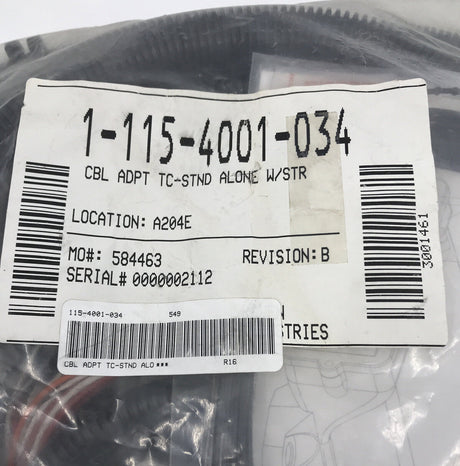 1-115-4001-034
CBL ADPT TC-STND ALONE W/STR
LOCATION: A204E
MO#: 584463 REVISION: B
SERIAL# 0000002112
3001461
N
STRIES
115-4001-034 549
CBL ADPT TC-STND ALO *** R16